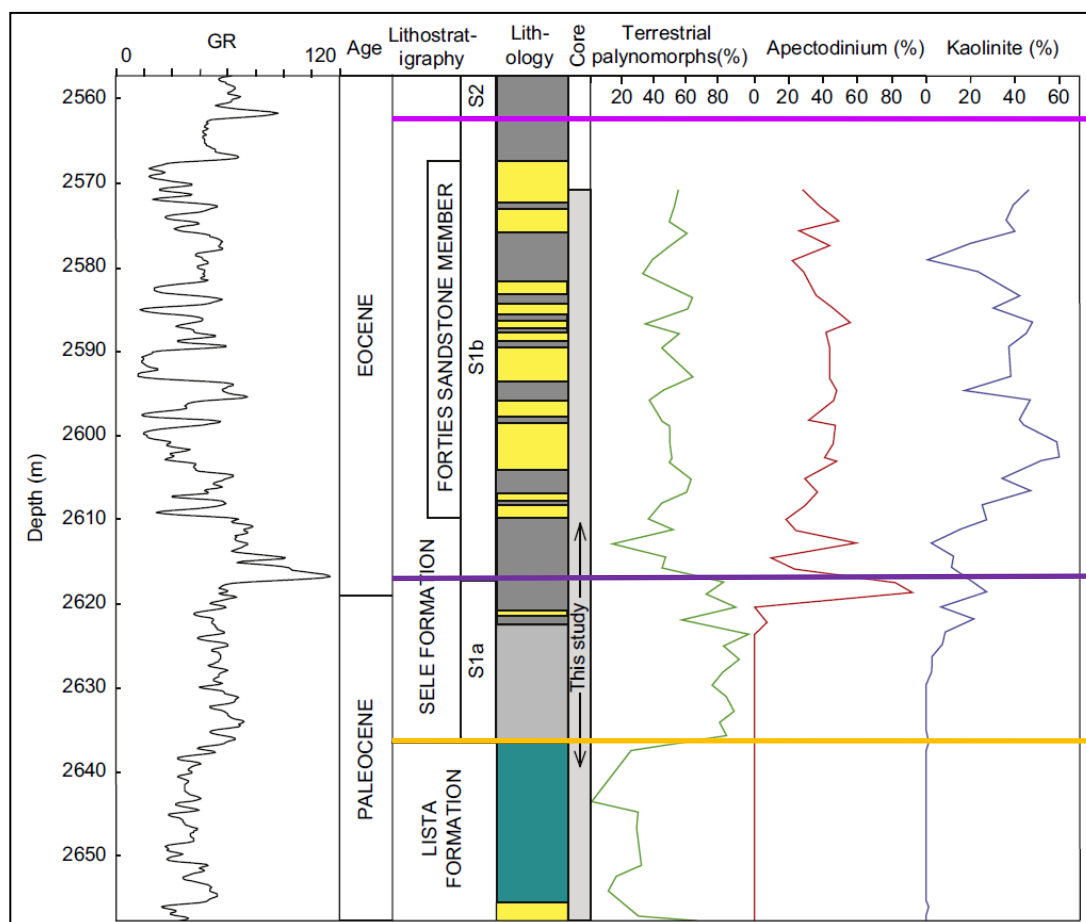 GR
0 120
Age
Lithostrat-
igraphy
Lith-
ology
Core
Terrestrial
palynomorphs(%)
20 40 60 80
Apectodinium (%)
0 20 40 60 80
Kaolinite (%)
0 20 40 60
Depth (m)
2560
2570
2580
2590
2600
2610
2620
2630
2640
2650
EOCENE
PALEOCENE
FORTIES SANDSTONE MEMBER
SELE FORMATION
LISTA
FORMATION
S2
S1b
S1a
This study